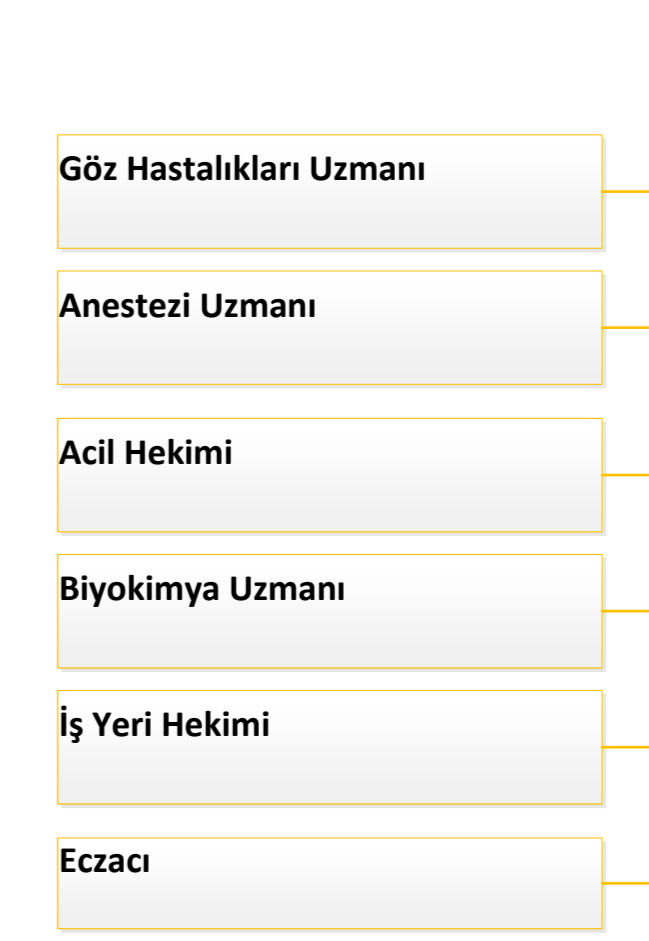 Göz Hastalıkları Uzmanı
Anestezi Uzmanı
Acil Hekimi
Biyokimya Uzmanı
İş Yeri Hekimi
Eczacı